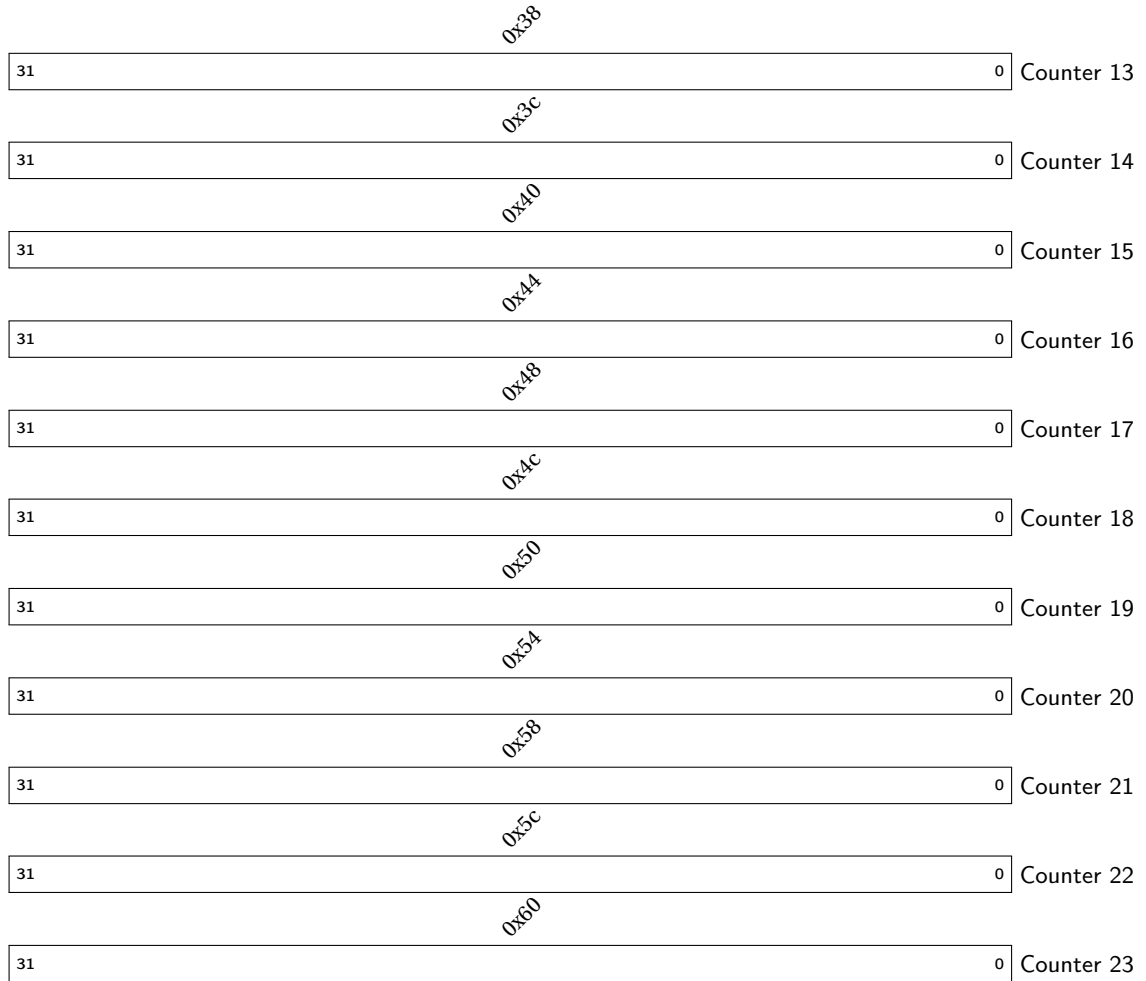 0x38
31 0 Counter 13
0x3c
31 0 Counter 14
0x40
31 0 Counter 15
0x44
31 0 Counter 16
0x48
31 0 Counter 17
0x4c
31 0 Counter 18
0x50
31 0 Counter 19
0x54
31 0 Counter 20
0x58
31 0 Counter 21
0x5c
31 0 Counter 22
0x60
31 0 Counter 23